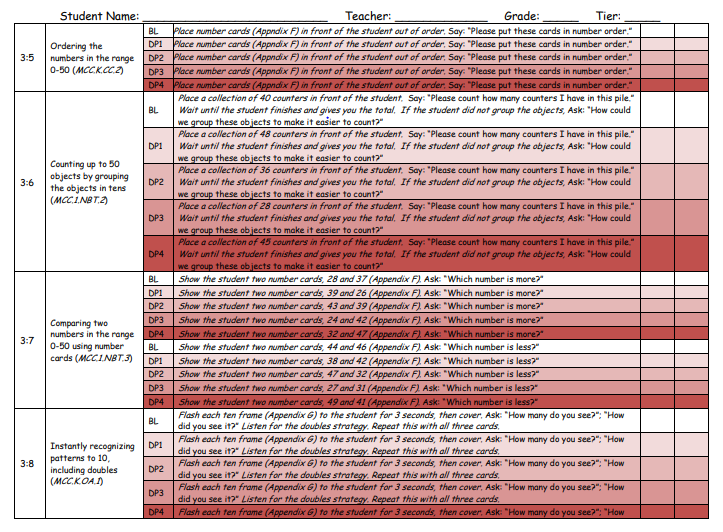 Student Name: ____________________________ Teacher: ______________ Grade: _____ Tier: _____
3:5
Ordering the
numbers in the range
0-50 (MCC.K.CC.2)
BL Place number cards (Appndix F) in front of the student out of order. Say: "Please put these cards in number order."
DP1 Place number cards (Appndix F) in front of the student out of order. Say: "Please put these cards in number order."
DP2 Place number cards (Appndix F) in front of the student out of order. Say: "Please put these cards in number order."
DP3 Place number cards (Appndix F) in front of the student out of order. Say: "Please put these cards in number order."
DP4 Place number cards (Appndix F) in front of the student out of order. Say: "Please put these cards in number order."
3:6
Counting up to 50
objects by grouping
the objects in tens
(MCC.1.NBT.2)
BL
Place a collection of 40 counters in front of the student. Say: "Please count how many counters I have in this pile."
Wait until the student finishes and gives you the total. If the student did not group the objects, Ask: "How could
we group these objects to make it easier to count?"
DP1
Place a collection of 48 counters in front of the student. Say: "Please count how many counters I have in this pile."
Wait until the student finishes and gives you the total. If the student did not group the objects, Ask: "How could
we group these objects to make it easier to count?"
DP2
Place a collection of 36 counters in front of the student. Say: "Please count how many counters I have in this pile."
Wait until the student finishes and gives you the total. If the student did not group the objects, Ask: "How could
we group these objects to make it easier to count?"
DP3
Place a collection of 28 counters in front of the student. Say: "Please count how many counters I have in this pile."
Wait until the student finishes and gives you the total. If the student did not group the objects, Ask: "How could
we group these objects to make it easier to count?"
DP4
Place a collection of 45 counters in front of the student. Say: "Please count how many counters I have in this pile."
Wait until the student finishes and gives you the total. If the student did not group the objects, Ask: "How could
we group these objects to make it easier to count?"
3:7
Comparing two
numbers in the range
0-50 using number
cards (MCC.1.NBT.3)
BL Show the student two number cards, 28 and 37 (Appendix F). Ask: "Which number is more?"
DP1 Show the student two number cards, 39 and 26 (Appendix F). Ask: "Which number is more?"
DP2 Show the student two number cards, 43 and 39 (Appendix F). Ask: "Which number is more?"
DP3 Show the student two number cards, 24 and 42 (Appendix F). Ask: "Which number is more?"
DP4 Show the student two number cards, 32 and 47 (Appendix F). Ask: "Which number is more?"
BL Show the student two number cards, 44 and 46 (Appendix F). Ask: "Which number is less?"
DP1 Show the student two number cards, 38 and 42 (Appendix F). Ask: "Which number is less?"
DP2 Show the student two number cards, 47 and 32 (Appendix F). Ask: "Which number is less?"
DP3 Show the student two number cards, 27 and 31 (Appendix F). Ask: "Which number is less?"
DP4 Show the student two number cards, 49 and 41 (Appendix F). Ask: "Which number is less?"
3:8
Instantly recognizing
patterns to 10,
including doubles
(MCC.K.OA.1)
BL
Flash each ten frame (Appendix G) to the student for 3 seconds, then cover. Ask: "How many do you see?"; "How
did you see it?" Listen for the doubles strategy. Repeat this with all three cards.
DP1
Flash each ten frame (Appendix G) to the student for 3 seconds, then cover. Ask: "How many do you see?"; "How
did you see it?" Listen for the doubles strategy. Repeat this with all three cards.
DP2
Flash each ten frame (Appendix G) to the student for 3 seconds, then cover. Ask: "How many do you see?"; "How
did you see it?" Listen for the doubles strategy. Repeat this with all three cards.
DP3
Flash each ten frame (Appendix G) to the student for 3 seconds, then cover. Ask: "How many do you see?"; "How
did you see it?" Listen for the doubles strategy. Repeat this with all three cards.
DP4 Flash each ten frame (Appendix G) to the student for 3 seconds, then cover. Ask: "How many do you see?"; "How